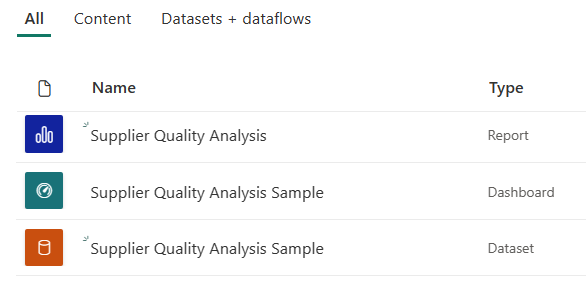 All Content Datasets + dataflows
Name Type
Supplier Quality Analysis Report
Supplier Quality Analysis Sample Dashboard
Supplier Quality Analysis Sample Dataset